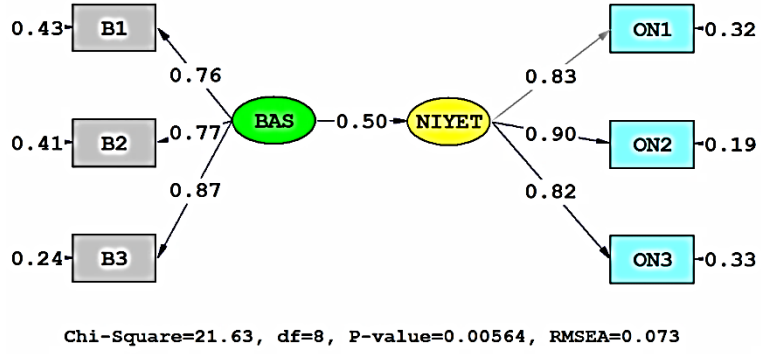 0.43 B1 ON1 0.32
0.76 0.83
BAS 0.50 NIYET
0.41 B2 0.77 0.90 ON2 0.19
0.87 0.82
0.24 B3 ON3 0.33
Chi-Square=21.63, df=8, P-value=0.00564, RMSEA=0.073